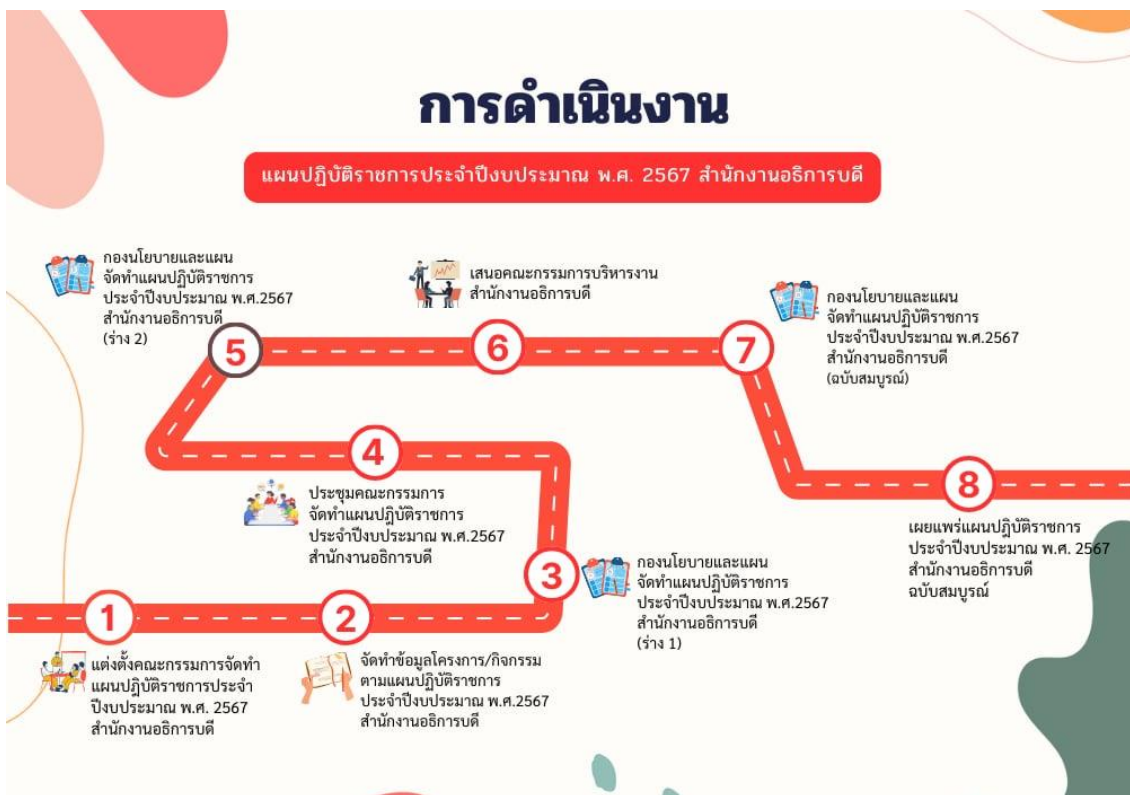 การดำเนินงาน
แผนปฏิบัติราชการประจำปีงบประมาณ พ.ศ. 2567 สำนักงานอธิการบดี
1
แต่งตั้งคณะกรรมการจัดทำ
แผนปฏิบัติราชการประจำ
ปีงบประมาณ พ.ศ. 2567
สำนักงานอธิการบดี
2
จัดทำข้อมูลโครงการ/กิจกรรม
ตามแผนปฏิบัติราชการ
ประจำปีงบประมาณ พ.ศ.2567
สำนักงานอธิการบดี
3
กองนโยบายและแผน
จัดทำแผนปฏิบัติราชการ
ประจำปีงบประมาณ พ.ศ.2567
สำนักงานอธิการบดี
(ร่าง 1)
4
ประชุมคณะกรรมการ
จัดทำแผนปฏิบัติราชการ
ประจำปีงบประมาณ พ.ศ.2567
สำนักงานอธิการบดี
5
กองนโยบายและแผน
จัดทำแผนปฏิบัติราชการ
ประจำปีงบประมาณ พ.ศ.2567
สำนักงานอธิการบดี
(ร่าง 2)
6
เสนอคณะกรรมการบริหารงาน
สำนักงานอธิการบดี
7
กองนโยบายและแผน
จัดทำแผนปฏิบัติราชการ
ประจำปีงบประมาณ พ.ศ.2567
สำนักงานอธิการบดี
(ฉบับสมบูรณ์)
8
เผยแพร่แผนปฏิบัติราชการ
ประจำปีงบประมาณ พ.ศ. 2567
สำนักงานอธิการบดี
ฉบับสมบูรณ์